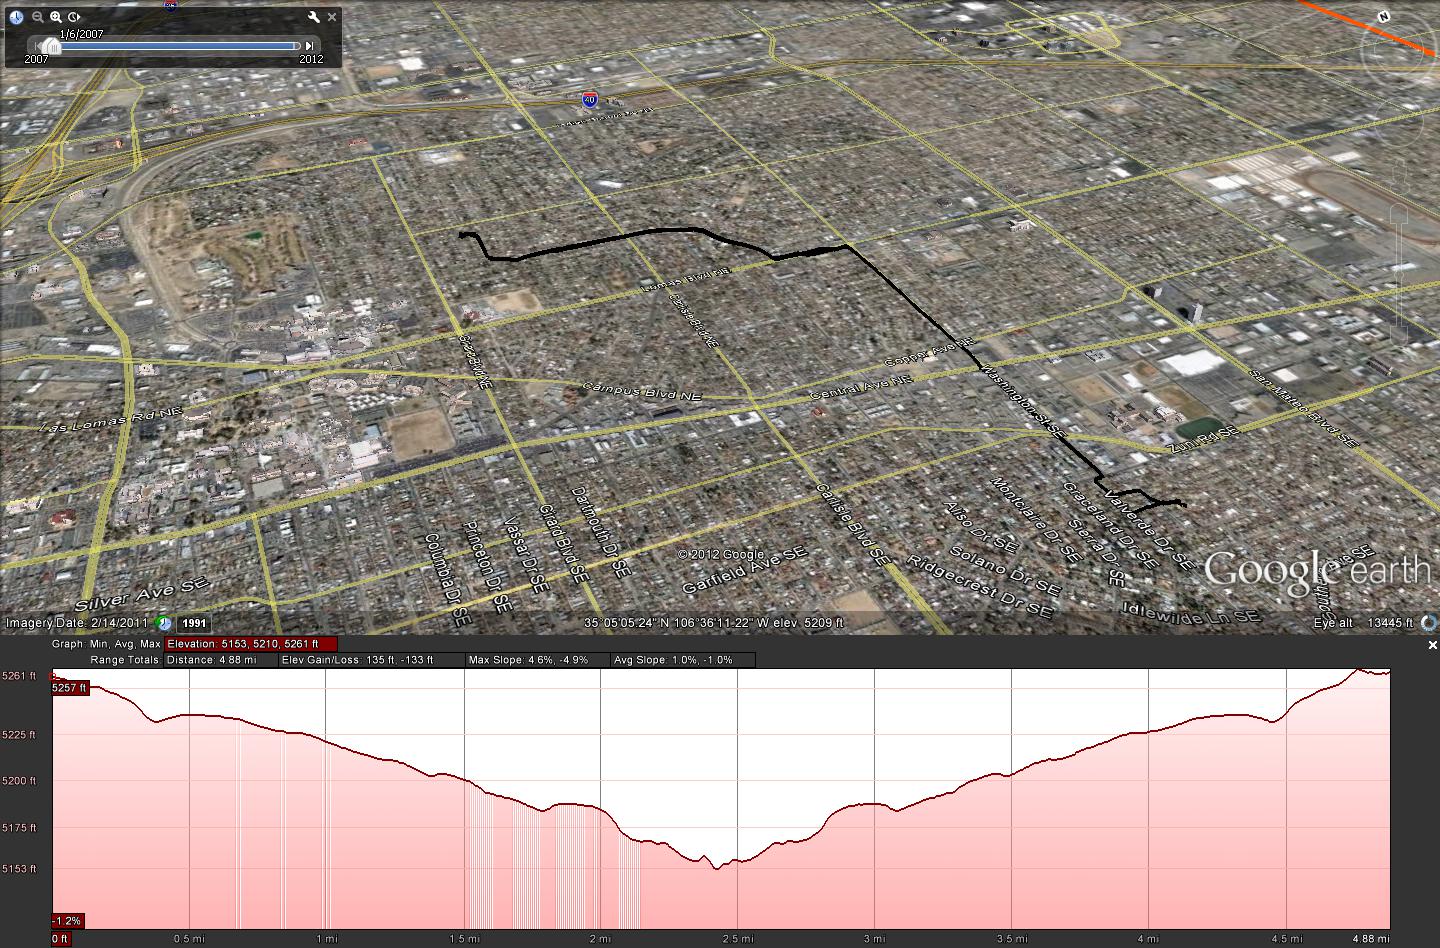 1/6/2007
2007
2012
40
N
Lomas Blvd NE
Carlisle Blvd NE
Girard Blvd NE
Copper Ave NE
Campus Blvd NE
Central Ave NE
Las Lomas Rd NE
Washington St SE
San Mateo Blvd SE
Zuni Rd SE
Carlisle Blvd SE
Dartmouth Dr SE
Girard Blvd SE
Vassar Dr SE
Princeton Dr SE
Columbia Dr SE
Montclaire Dr SE
Graceland Dr SE
Valverde Dr SE
Sierra Dr SE
Aliso Dr SE
Solano Dr SE
Ridgecrest Dr SE
Garfield Ave SE
Silver Ave SE
Idlewilde Ln SE
© 2012 Google
Google earth
Imagery Date: 2/14/2011 1991 35°05'05.24" N 106°36'11.22" W elev 5209 ft Eye alt 13445 ft
Graph: Min, Avg, Max Elevation: 5153, 5210, 5261 ft
Range Totals: Distance: 4.88 mi Elev Gain/Loss: 135 ft, -133 ft Max Slope: 4.6%, -4.9% Avg Slope: 1.0%, -1.0%
5261 ft
5257 ft
5225 ft
5200 ft
5175 ft
5153 ft
-1.2%
0 ft 0.5 mi 1 mi 1.5 mi 2 mi 2.5 mi 3 mi 3.5 mi 4 mi 4.5 mi 4.88 mi